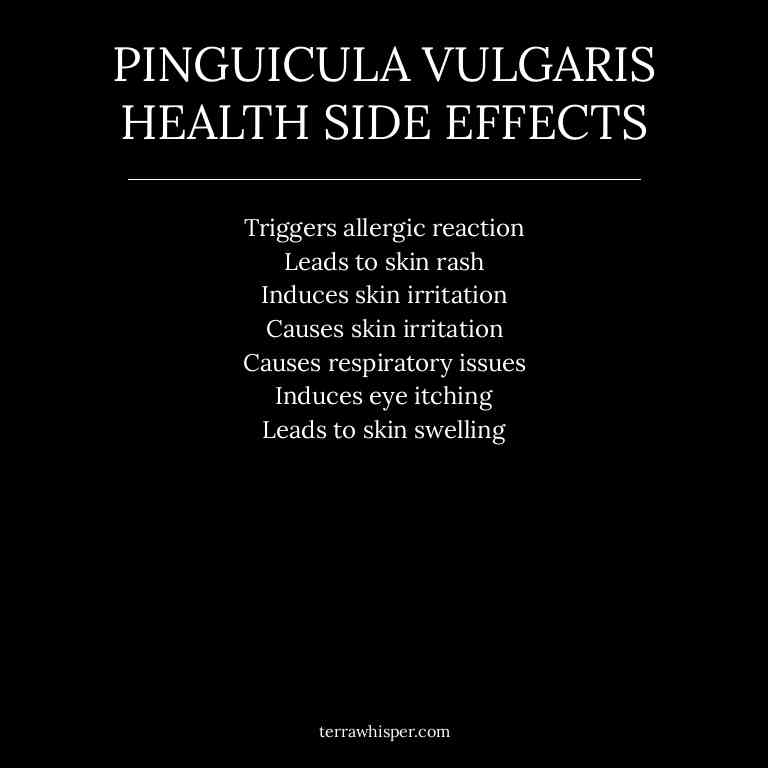 PINGUICULA VULGARIS
HEALTH SIDE EFFECTS
Triggers allergic reaction
Leads to skin rash
Induces skin irritation
Causes skin irritation
Causes respiratory issues
Induces eye itching
Leads to skin swelling
terrawhisper.com